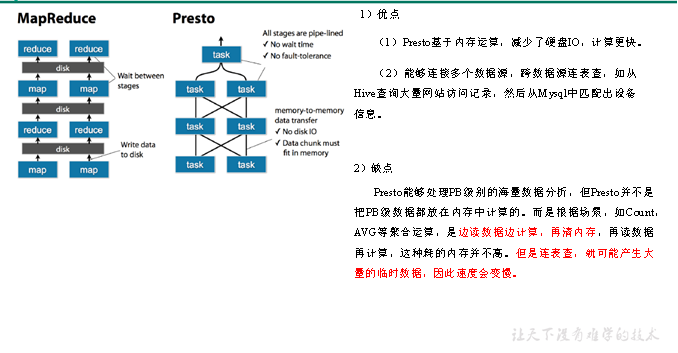 MapReduce
reduce
reduce
disk
Wait between
stages
map
map
disk
reduce
reduce
disk
Write data
to disk
map
map
Presto
All stages are pipe-lined
✓ No wait time
✓ No fault-tolerance
task
task
task
memory-to-memory
data transfer
✓ No disk IO
✓ Data chunk must
fit in memory
task
task
task
task
1）优点
（1）Presto基于内存运算，减少了硬盘IO，计算更快。
（2）能够连接多个数据源，跨数据源连表查，如从
Hive查询大量网站访问记录，然后从Mysql中匹配出设备
信息。
2）缺点
Presto能够处理PB级别的海量数据分析，但Presto并不是
把PB级数据都放在内存中计算的。而是根据场景，如Count，
AVG等聚合运算，是边读数据边计算，再清内存，再读数据
再计算，这种耗的内存并不高。但是连表查，就可能产生大
量的临时数据，因此速度会变慢。
让天下没有难学的技术